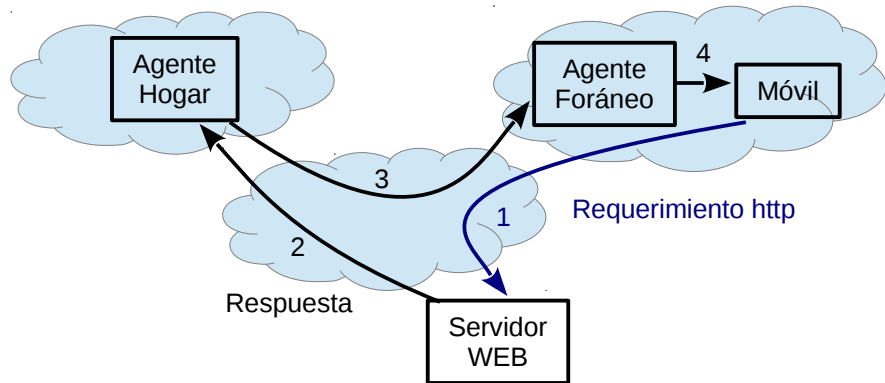 Agente
Hogar
Agente
Foráneo
4
Móvil
3
1
Requerimiento http
2
Respuesta
Servidor
WEB